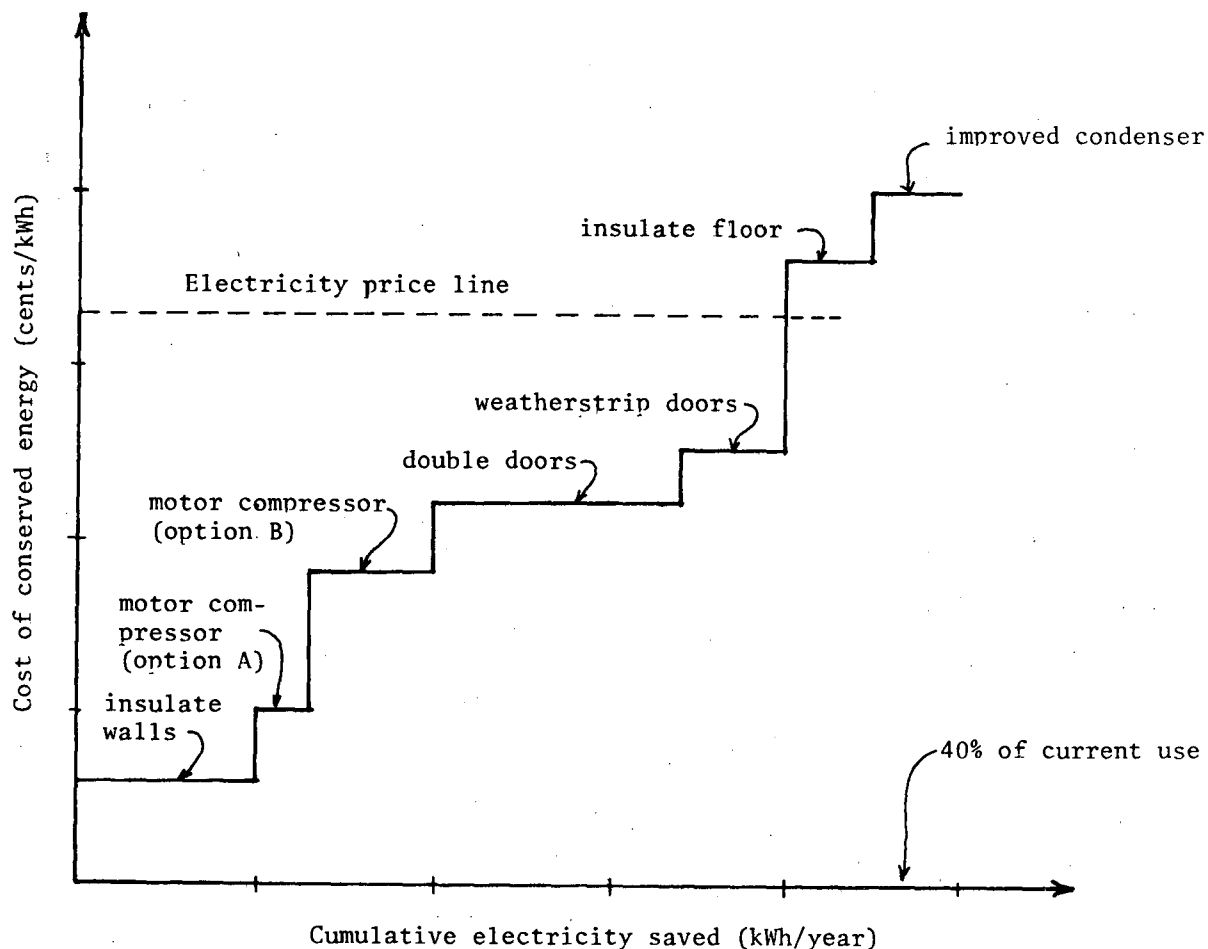 improved condenser
insulate floor
Electricity price line
weatherstrip doors
double doors
motor compressor
(option B)
motor com-
pressor
(option A)
insulate
walls
40% of current use
Cost of conserved energy (cents/kWh)
Cumulative electricity saved (kWh/year)